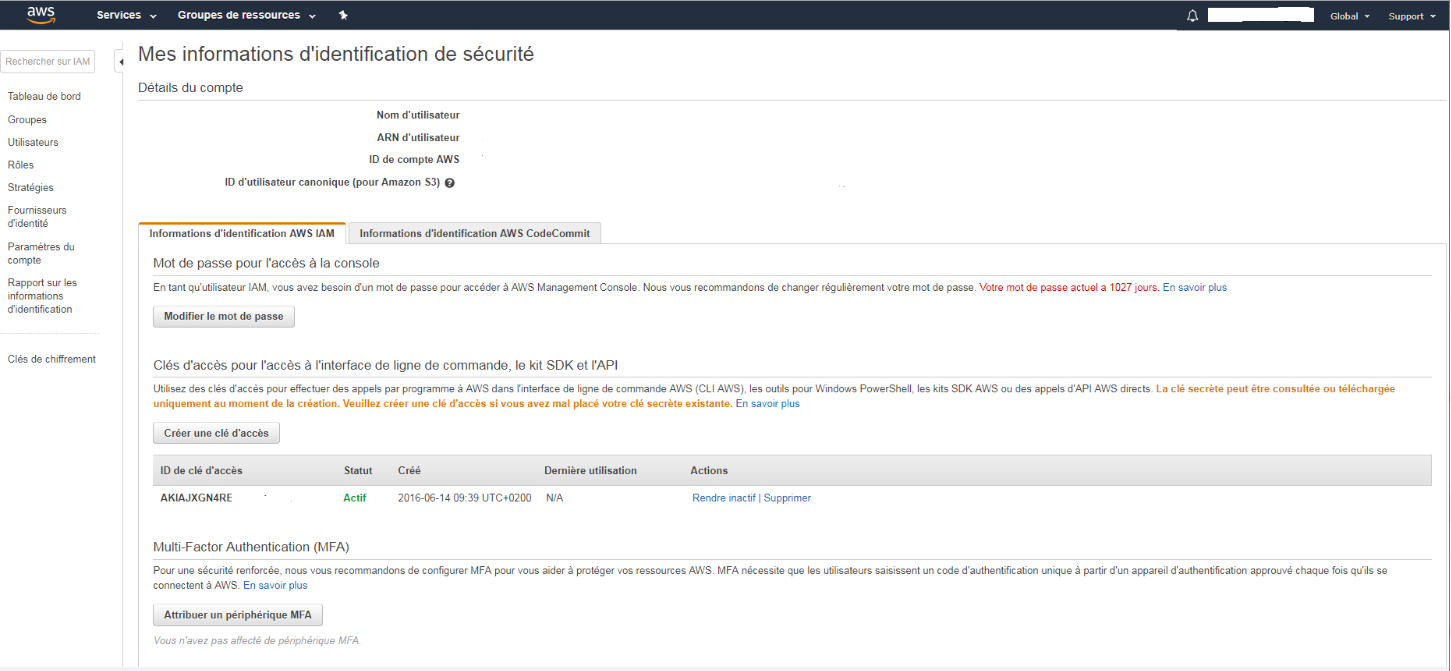 aws Services Groupes de ressources Global Support
Rechercher sur IAM
Tableau de bord
Groupes
Utilisateurs
Rôles
Stratégies
Fournisseurs
d'identité
Paramètres du
compte
Rapport sur les
informations
d'identification
Clés de chiffrement
Mes informations d'identification de sécurité
Détails du compte
Nom d'utilisateur
ARN d'utilisateur
ID de compte AWS
ID d'utilisateur canonique (pour Amazon S3) ?
Informations d'identification AWS IAM Informations d'identification AWS CodeCommit
Mot de passe pour l'accès à la console
En tant qu'utilisateur IAM, vous avez besoin d'un mot de passe pour accéder à AWS Management Console. Nous vous recommandons de changer régulièrement votre mot de passe. Votre mot de passe actuel a 1027 jours. En savoir plus
Modifier le mot de passe
Clés d'accès pour l'accès à l'interface de ligne de commande, le kit SDK et l'API
Utilisez des clés d'accès pour effectuer des appels par programme à AWS dans l'interface de ligne de commande AWS (CLI AWS), les outils pour Windows PowerShell, les kits SDK AWS ou des appels d'API AWS directs. La clé secrète peut être consultée ou téléchargée
uniquement au moment de la création. Veuillez créer une clé d'accès si vous avez mal placé votre clé secrète existante. En savoir plus
Créer une clé d'accès
ID de clé d'accès Statut Créé Dernière utilisation Actions
AKIAJXGN4RE Actif 2016-06-14 09:39 UTC+0200 N/A Rendre inactif | Supprimer
Multi-Factor Authentication (MFA)
Pour une sécurité renforcée, nous vous recommandons de configurer MFA pour vous aider à protéger vos ressources AWS. MFA nécessite que les utilisateurs saisissent un code d'authentification unique à partir d'un appareil d'authentification approuvé chaque fois qu'ils se
connectent à AWS. En savoir plus
Attribuer un périphérique MFA
Vous n'avez pas affecté de périphérique MFA.